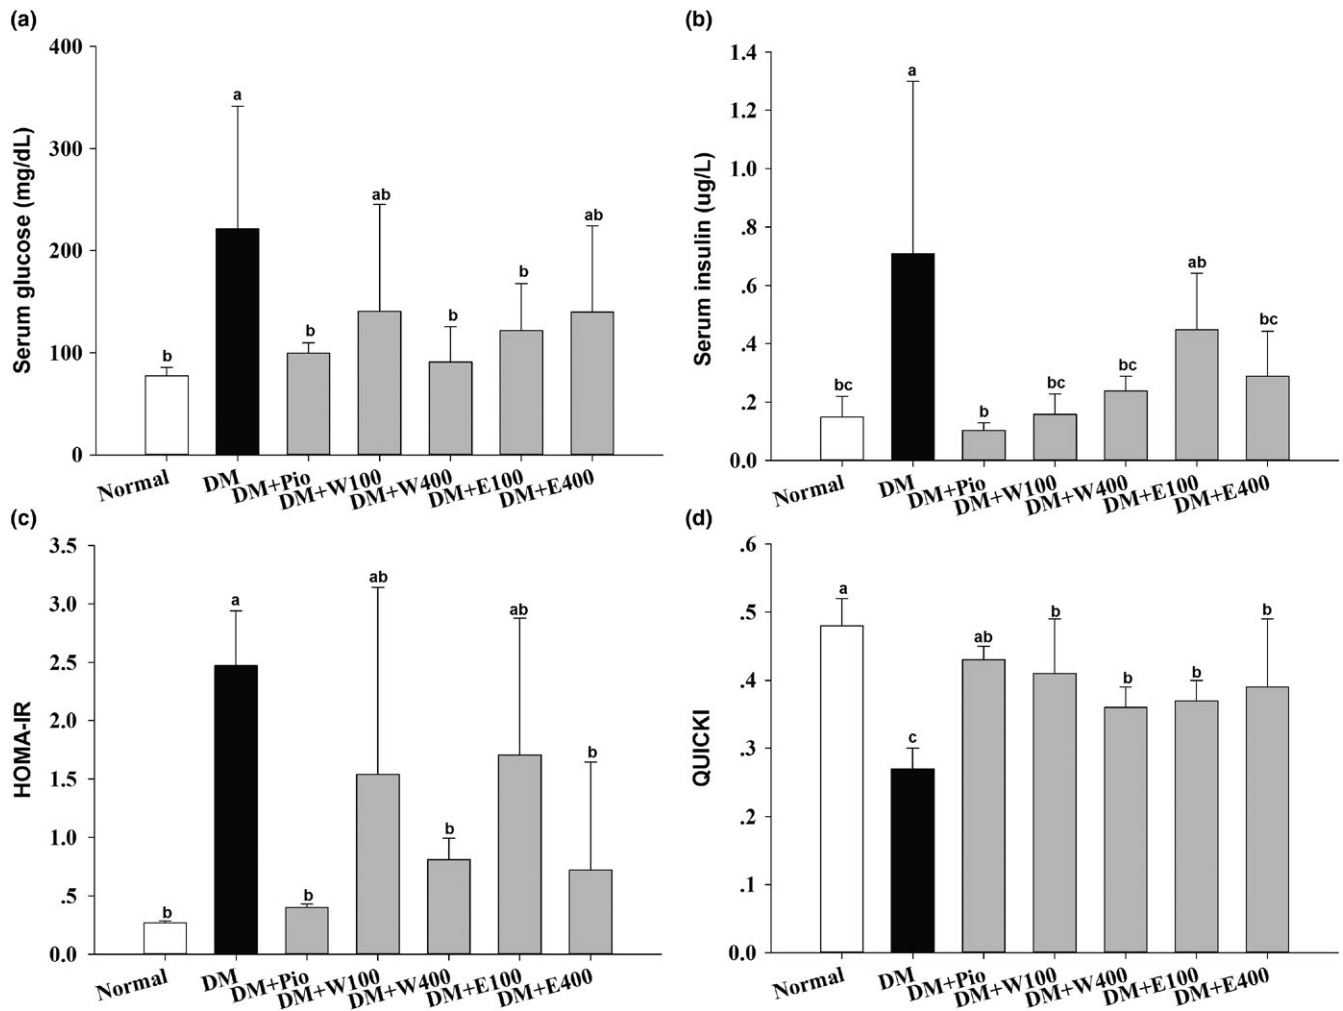 (a)
Serum glucose (mg/dL)
400
300
200
100
0
b
a
b
ab
b
b
ab
Normal
DM
DM+Pio
DM+W100
DM+W400
DM+E100
DM+E400
(b)
Serum insulin (ug/L)
1.4
1.2
1.0
.8
.6
.4
.2
0.0
bc
a
b
bc
bc
ab
bc
Normal
DM
DM+Pio
DM+W100
DM+W400
DM+E100
DM+E400
(c)
HOMA-IR
3.5
3.0
2.5
2.0
1.5
1.0
.5
0.0
b
a
b
ab
b
ab
b
Normal
DM
DM+Pio
DM+W100
DM+W400
DM+E100
DM+E400
(d)
QUICKI
.6
.5
.4
.3
.2
.1
0.0
a
c
ab
b
b
b
b
Normal
DM
DM+Pio
DM+W100
DM+W400
DM+E100
DM+E400